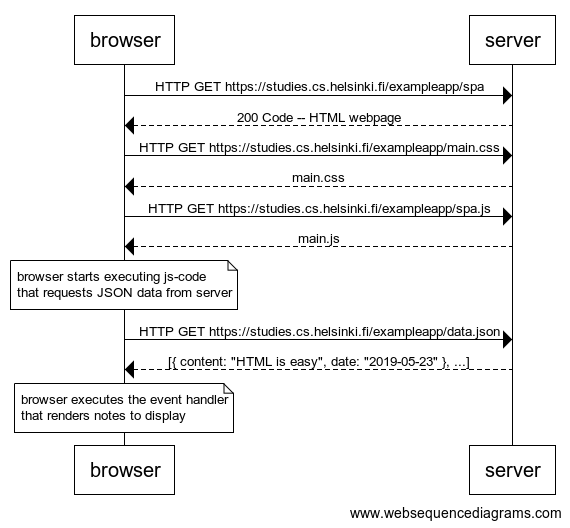 browser
server
HTTP GET https://studies.cs.helsinki.fi/exampleapp/spa
200 Code -- HTML webpage
HTTP GET https://studies.cs.helsinki.fi/exampleapp/main.css
main.css
HTTP GET https://studies.cs.helsinki.fi/exampleapp/spa.js
main.js
browser starts executing js-code
that requests JSON data from server
HTTP GET https://studies.cs.helsinki.fi/exampleapp/data.json
[{ content: "HTML is easy", date: "2019-05-23" }, ...]
browser executes the event handler
that renders notes to display
browser
server
www.websequencediagrams.com